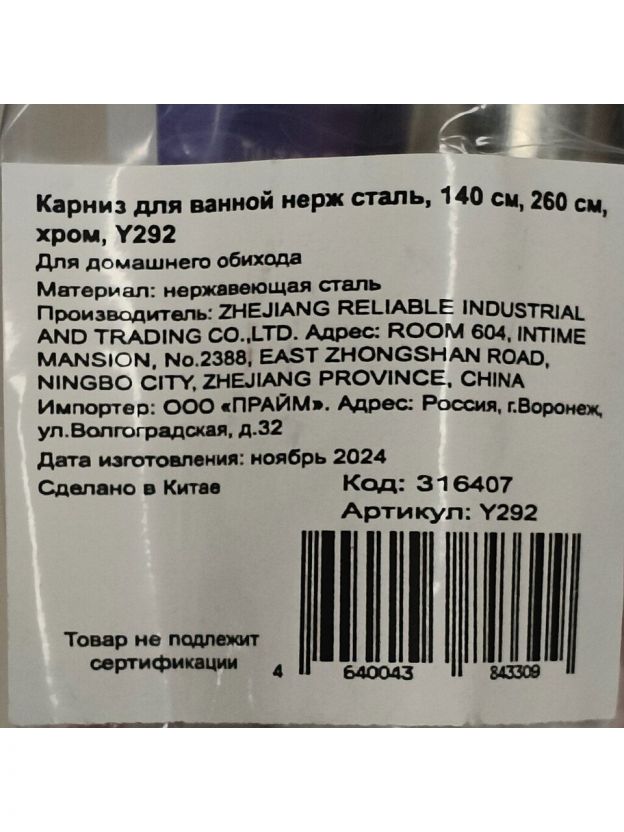 Карниз для ванной нерж сталь, 140 см, 260 см,
хром, Y292
Для домашнего обихода
Материал: нержавеющая сталь
Производитель: ZHEJIANG RELIABLE INDUSTRIAL
AND TRADING CO.,LTD. Адрес: ROOM 604, INTIME
MANSION, No.2388, EAST ZHONGSHAN ROAD,
NINGBO CITY, ZHEJIANG PROVINCE, CHINA
Импортер: ООО «ПРАЙМ». Адрес: Россия, г.Воронеж,
ул.Волгоградская, д.32
Дата изготовления: ноябрь 2024
Сделано в Китае
Код: 316407
Артикул: Y292
Товар не подлежит
сертификации
4 640043 843309